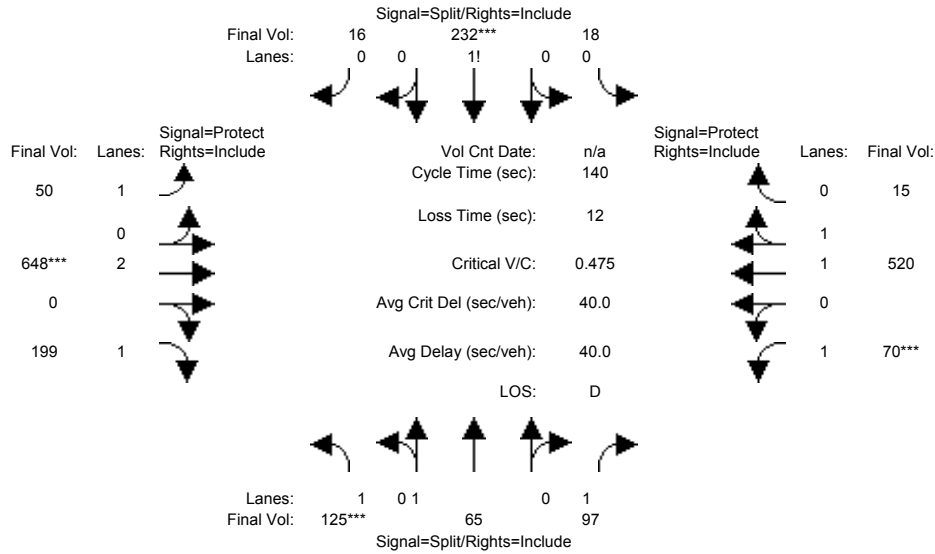 Signal=Split/Rights=Include
Final Vol: 16 232*** 18
Lanes: 0 0 1! 0 0
Signal=Protect Signal=Protect
Final Vol: Lanes: Rights=Include Vol Cnt Date: n/a Rights=Include Lanes: Final Vol:
Cycle Time (sec): 140
50 1 0 15
Loss Time (sec): 12
0 1
648*** 2 Critical V/C: 0.475 1 520
0 Avg Crit Del (sec/veh): 40.0 0
199 1 Avg Delay (sec/veh): 40.0 1 70***
LOS: D
Lanes: 1 0 1 0 1
Final Vol: 125*** 65 97
Signal=Split/Rights=Include